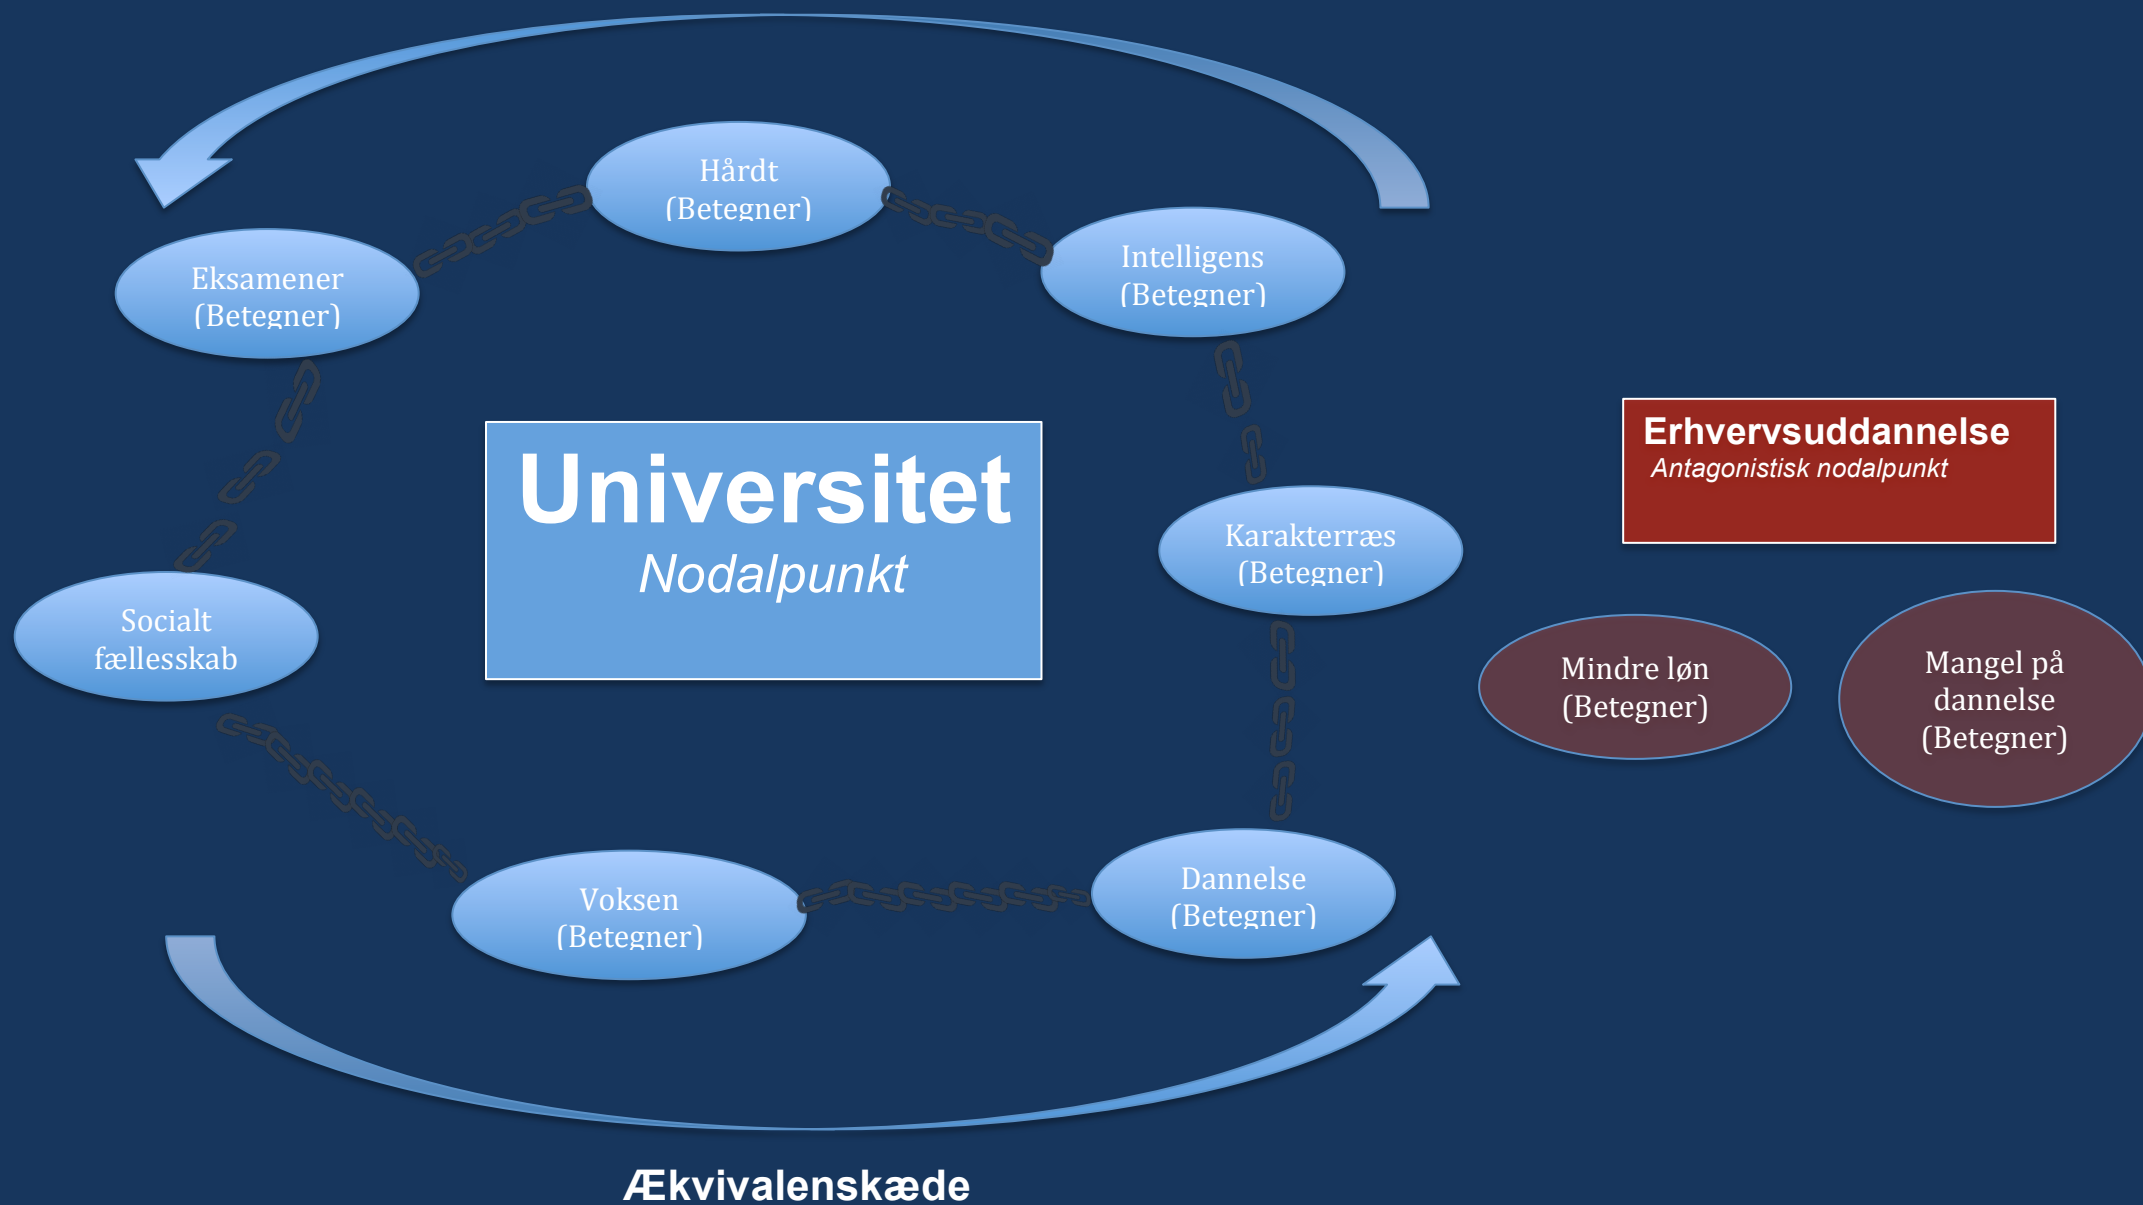 Hårdt
(Betegner)
Intelligens
(Betegner)
Eksamener
(Betegner)
Universitet
Nodalpunkt
Erhvervsuddannelse
Antagonistisk nodalpunkt
Karakterræs
(Betegner)
Socialt
fællesskab
Mindre løn
(Betegner)
Mangel på
dannelse
(Betegner)
Voksen
(Betegner)
Dannelse
(Betegner)
Ækvivalenskæde